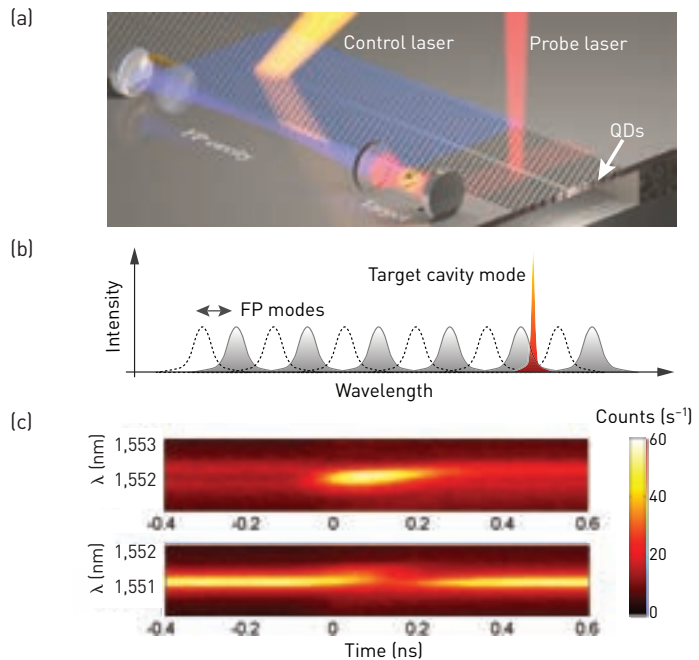 (a)
Control laser
Probe laser
QDs
FP cavity
Target
(b)
Target cavity mode
FP modes
Intensity
Wavelength
(c)
Counts (s⁻¹)
λ (nm)
1,553
1,552
-0.4 -0.2 0 0.2 0.4 0.6
λ (nm)
1,552
1,551
-0.4 -0.2 0 0.2 0.4 0.6
Time (ns)
60
40
20
0